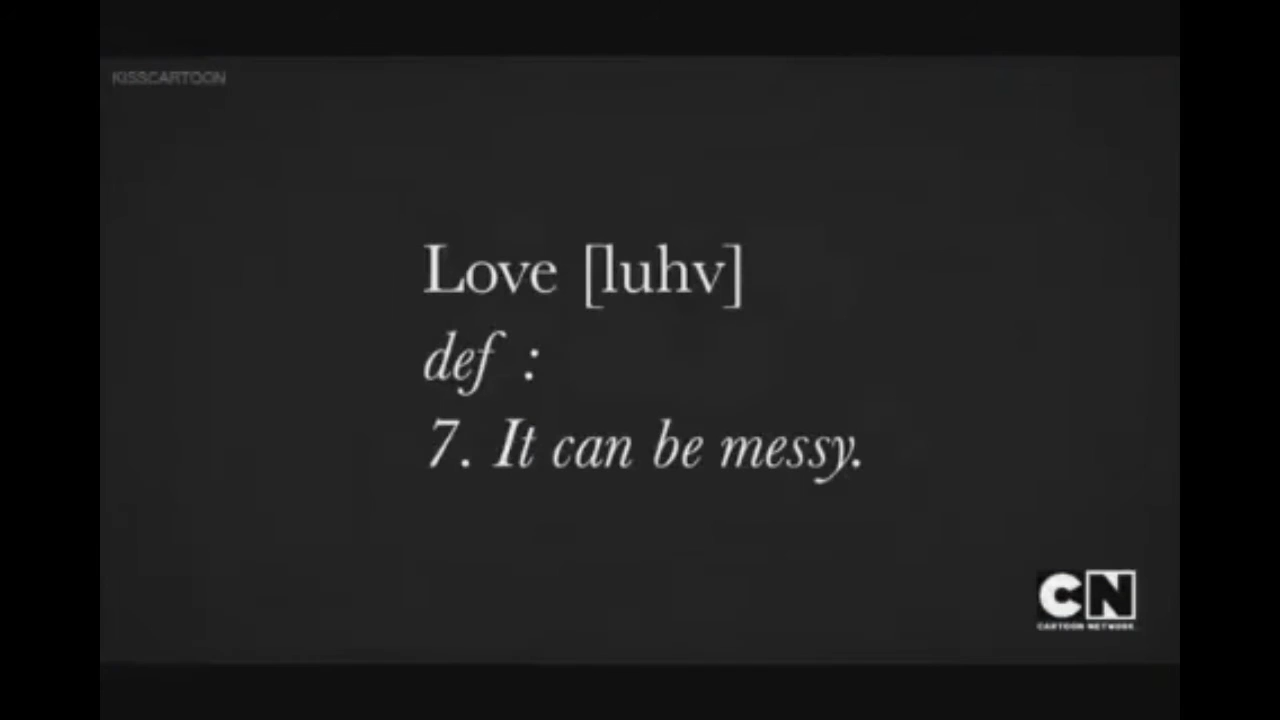 KISSCARTOON
Love [luhv]
def :
7. It can be messy.
CN
CARTOON NETWORK